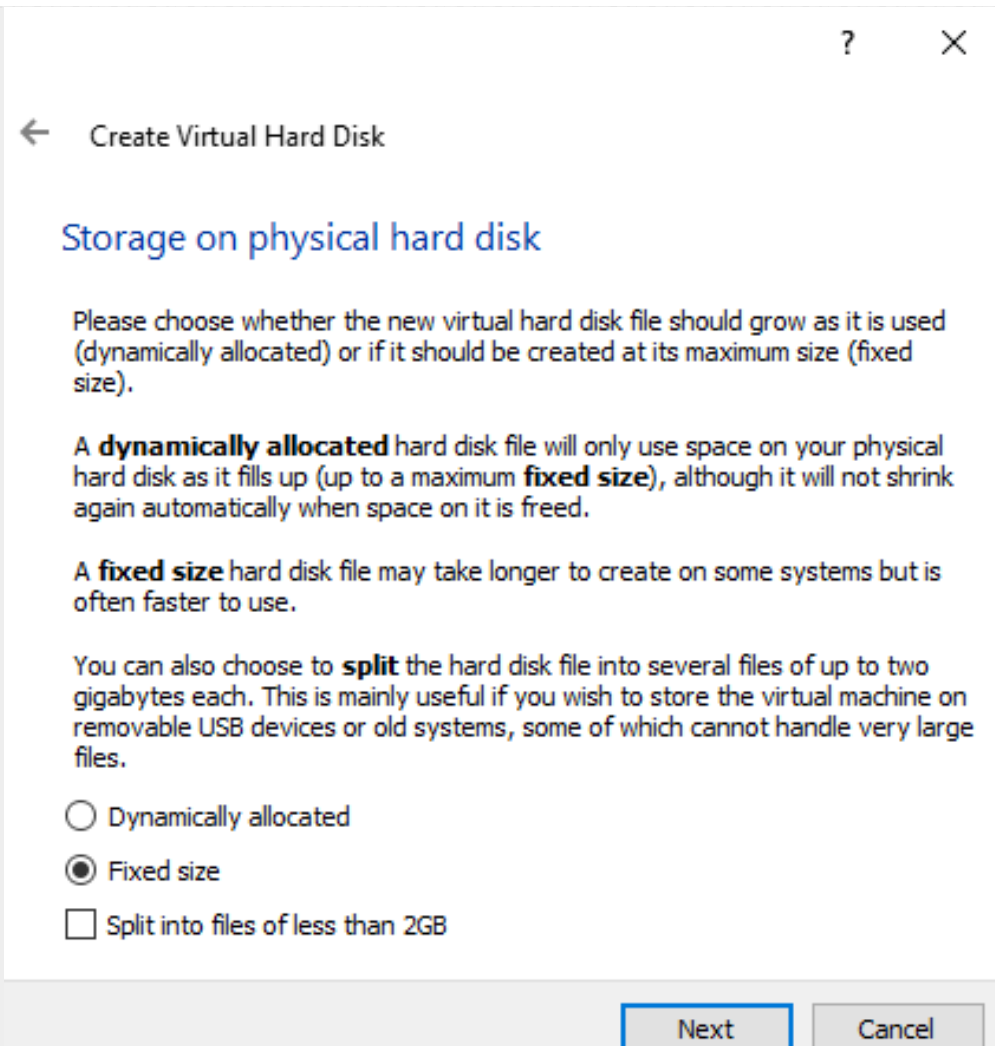 ?
Create Virtual Hard Disk
Storage on physical hard disk
Please choose whether the new virtual hard disk file should grow as it is used
(dynamically allocated) or if it should be created at its maximum size (fixed
size).
A dynamically allocated hard disk file will only use space on your physical
hard disk as it fills up (up to a maximum fixed size), although it will not shrink
again automatically when space on it is freed.
A fixed size hard disk file may take longer to create on some systems but is
often faster to use.
You can also choose to split the hard disk file into several files of up to two
gigabytes each. This is mainly useful if you wish to store the virtual machine on
removable USB devices or old systems, some of which cannot handle very large
files.
Dynamically allocated
Fixed size
Split into files of less than 2GB
Next Cancel